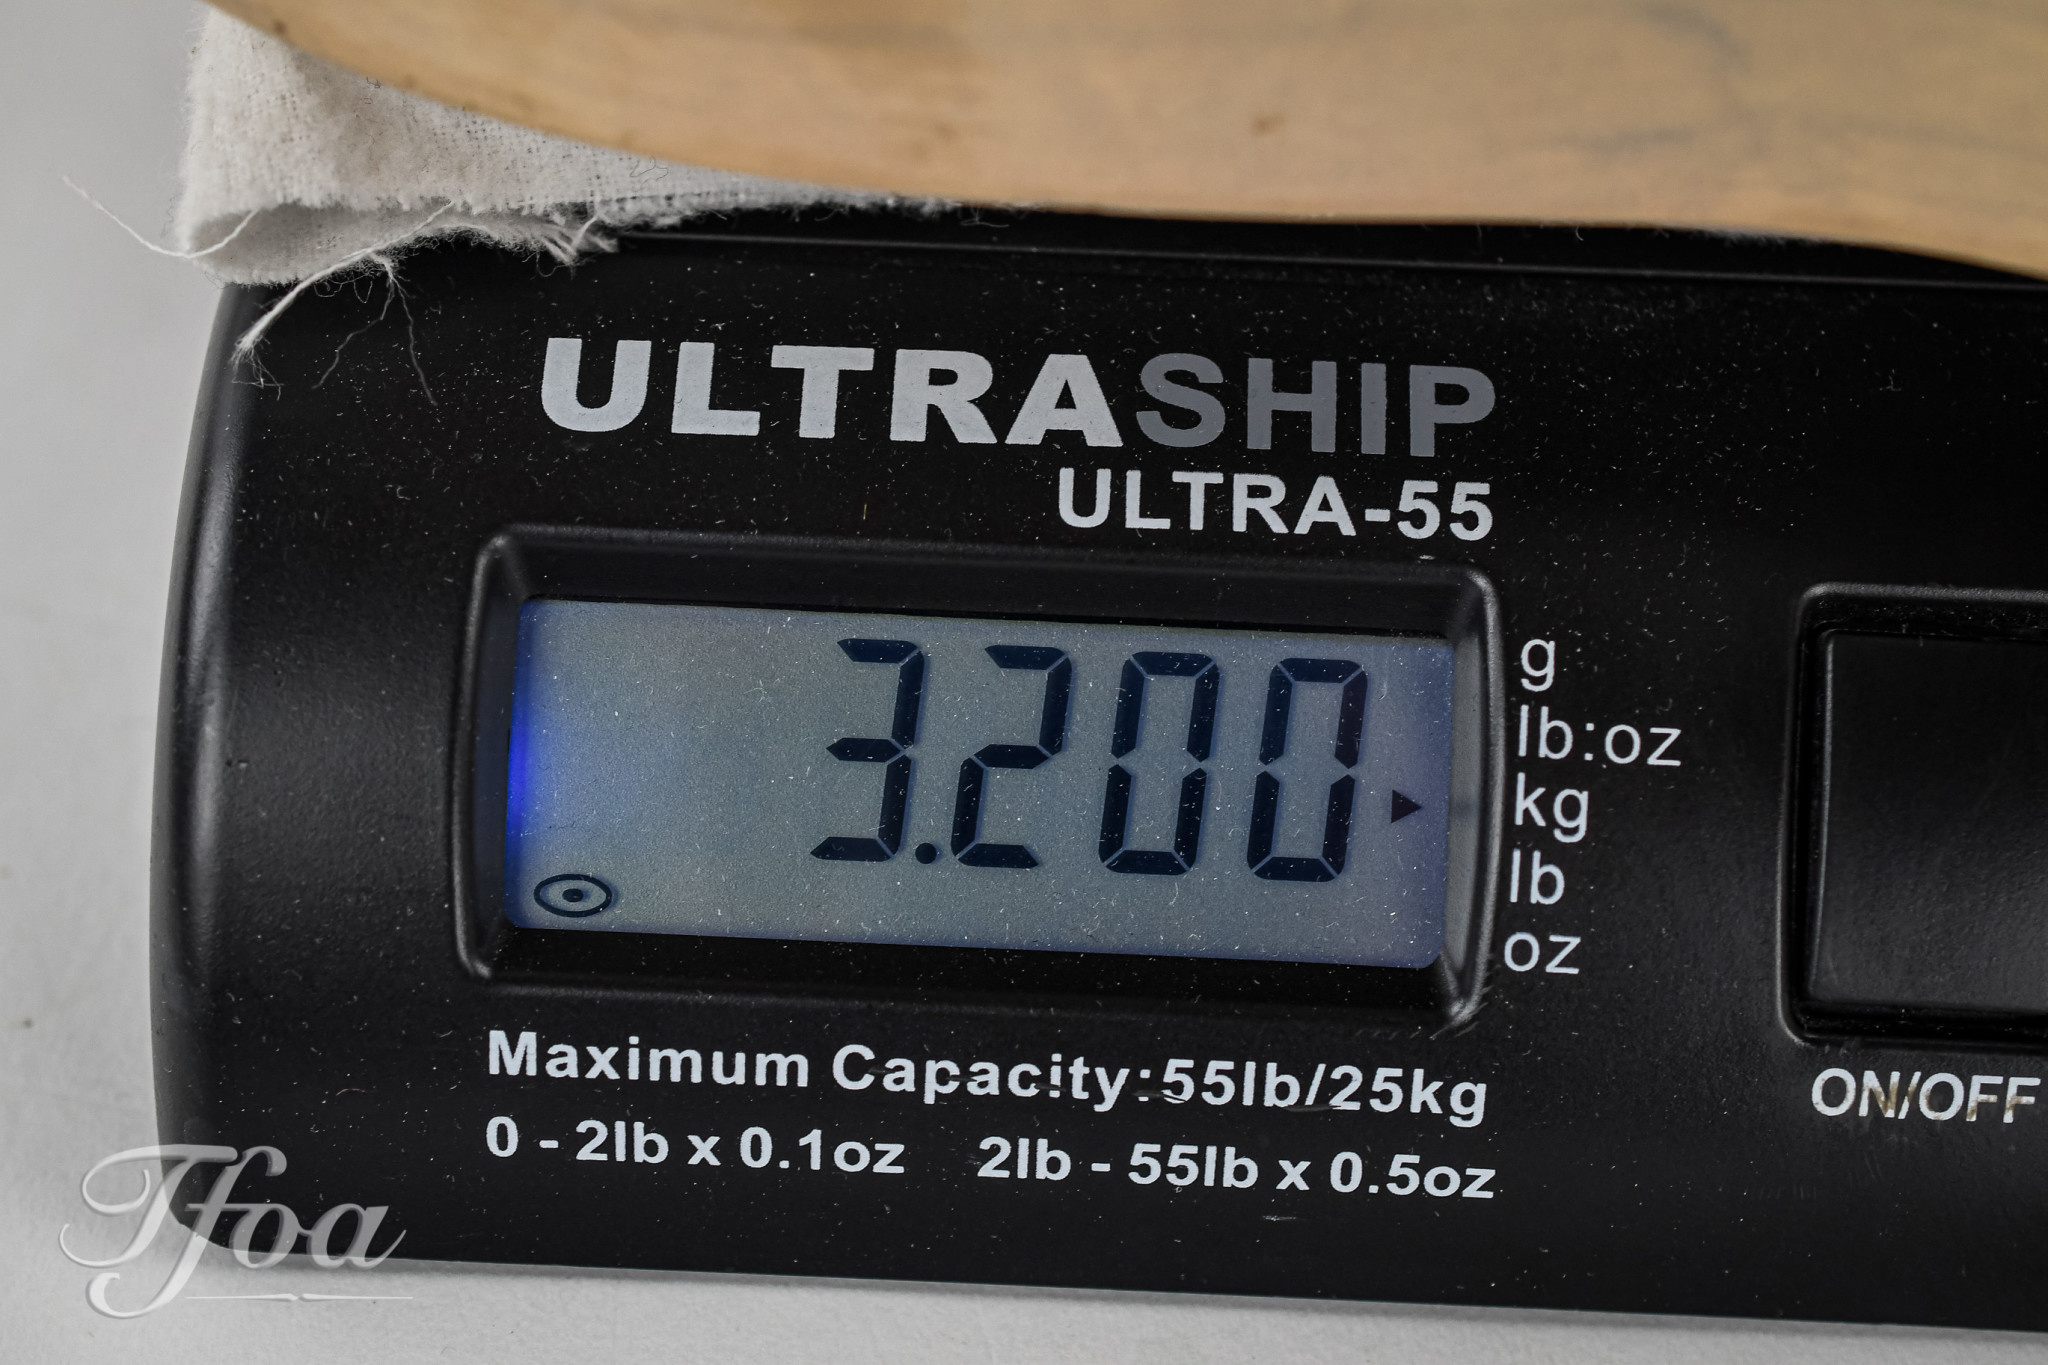 ULTRASHIP
ULTRA-55
3.200
g
lb:oz
kg
lb
oz
Maximum Capacity:55lb/25kg
0 - 2lb x 0.1oz 2lb - 55lb x 0.5oz
ON/OFF
Tfoa